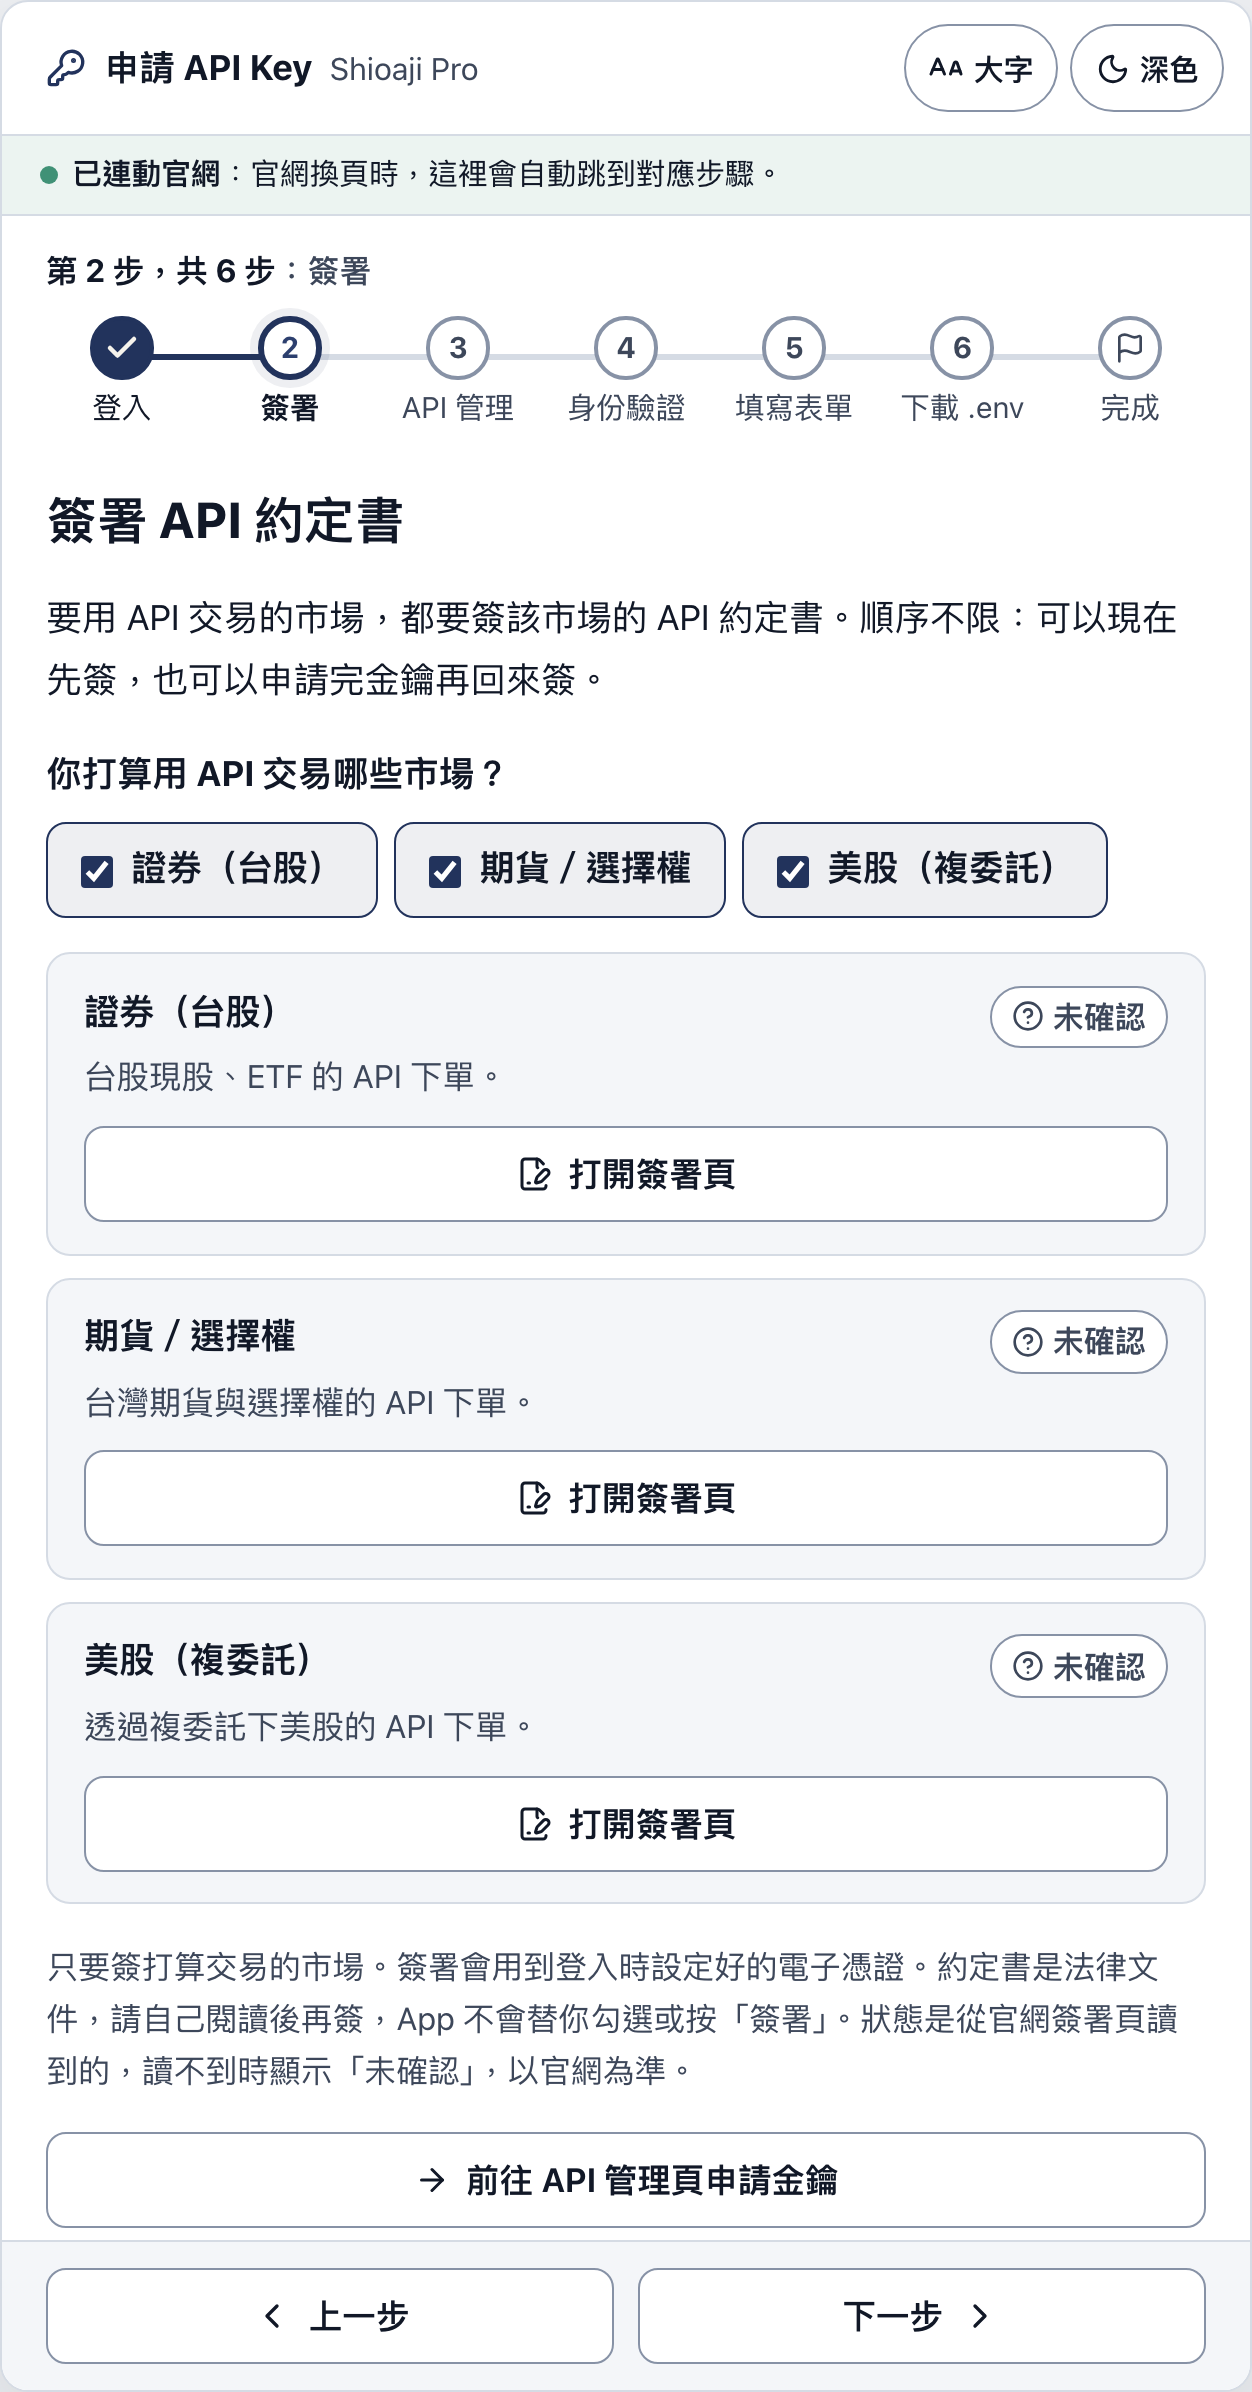 申請 API Key Shioaji Pro
大字
深色
已連動官網：官網換頁時，這裡會自動跳到對應步驟。
第 2 步，共 6 步：簽署
2 3 4 5 6
登入 簽署 API 管理 身份驗證 填寫表單 下載 .env 完成
簽署 API 約定書
要用 API 交易的市場，都要簽該市場的 API 約定書。順序不限：可以現在
先簽，也可以申請完金鑰再回來簽。
你打算用 API 交易哪些市場？
證券（台股） 期貨 / 選擇權 美股（複委託）
證券（台股） 未確認
台股現股、ETF 的 API 下單。
打開簽署頁
期貨 / 選擇權 未確認
台灣期貨與選擇權的 API 下單。
打開簽署頁
美股（複委託） 未確認
透過複委託下美股的 API 下單。
打開簽署頁
只要簽打算交易的市場。簽署會用到登入時設定好的電子憑證。約定書是法律文
件，請自己閱讀後再簽，App 不會替你勾選或按「簽署」。狀態是從官網簽署頁讀
到的，讀不到時顯示「未確認」，以官網為準。
前往 API 管理頁申請金鑰
上一步 下一步